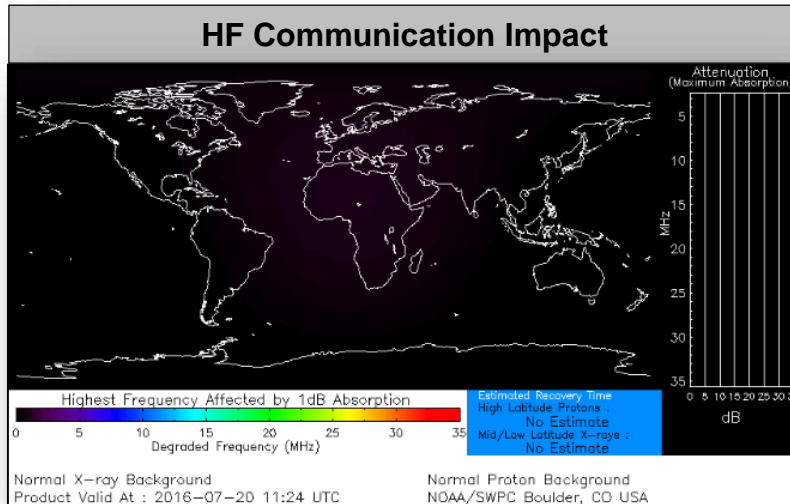 HF Communication Impact
Attenuation
(Maximum Absorption
5
10
15
20
25
30
35
MHz
0 5 10 15 20 25 30
dB
Highest Frequency Affected by 1dB Absorption
0 5 10 15 20 25 30 35
Degraded Frequency (MHz)
Estimated Recovery Time
High Latitude Protons :
No Estimate
Mid/Low Latitude X-rays :
No Estimate
Normal X-ray Background
Product Valid At : 2016-07-20 11:24 UTC
Normal Proton Background
NOAA/SWPC Boulder, CO USA